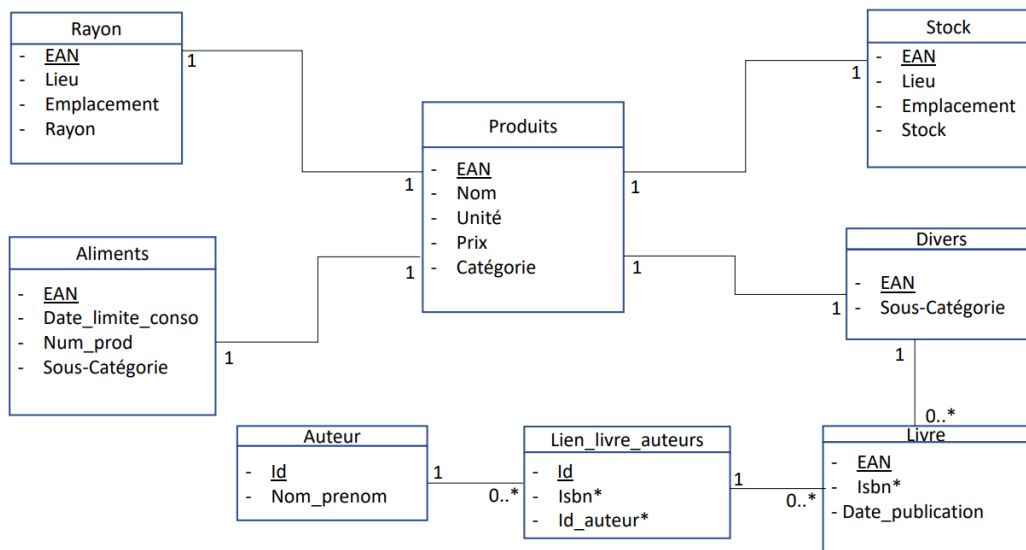 Rayon
- EAN
- Lieu
- Emplacement
- Rayon
1
Stock
- EAN
- Lieu
- Emplacement
- Stock
1
Produits
- EAN
- Nom
- Unité
- Prix
- Catégorie
1
1
1
1
Aliments
- EAN
- Date_limite_conso
- Num_prod
- Sous-Catégorie
1
Divers
- EAN
- Sous-Catégorie
1
1
0..*
Auteur
- Id
- Nom_prenom
1
0..*
Lien_livre_auteurs
- Id
- Isbn*
- Id_auteur*
1
0..*
Livre
- EAN
- Isbn*
- Date_publication